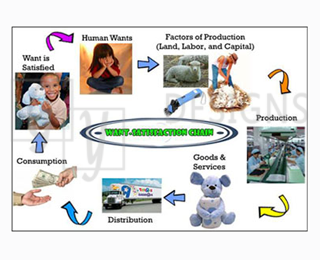 Human Wants
Factors of Production
(Land, Labor, and Capital)
Want is
Satisfied
Production
WANT-SATISFACTION CHAIN
Goods &
Services
Consumption
Distribution